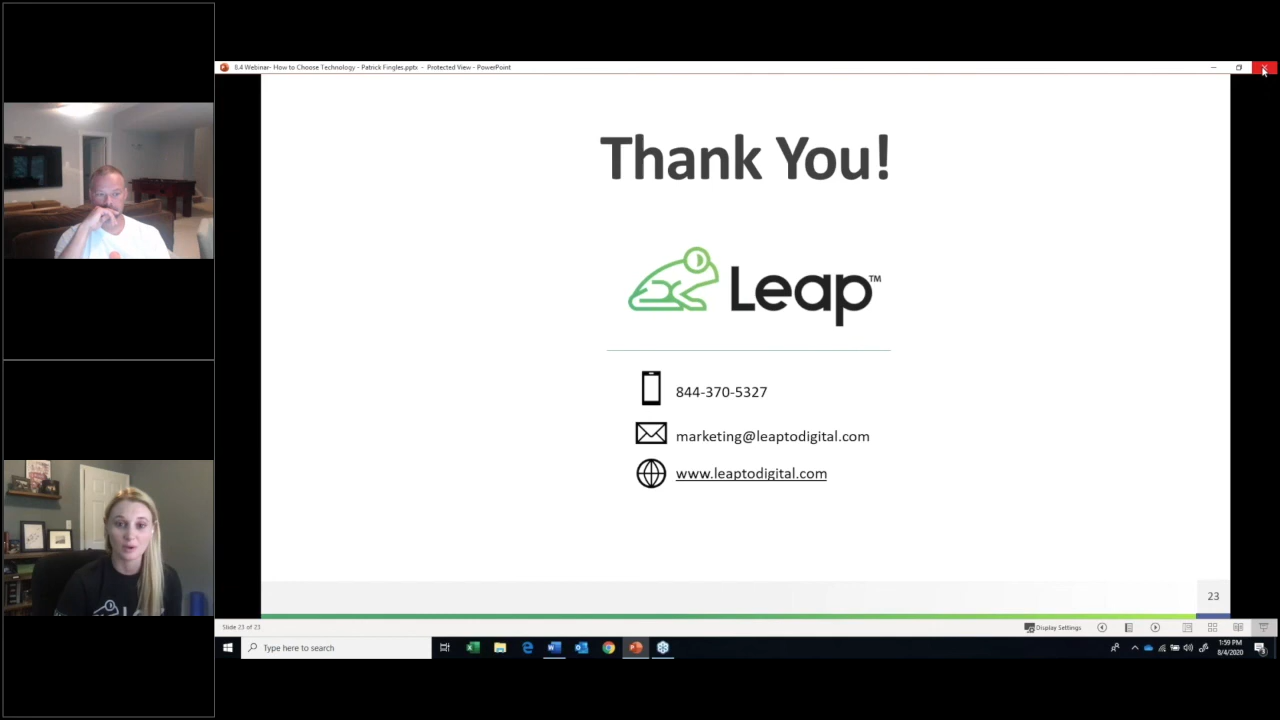 8.4 Webinar- How to Choose Technology - Patrick Fingles.pptx - Protected View - PowerPoint
Thank You!
Leap™
844-370-5327
marketing@leaptodigital.com
www.leaptodigital.com
23
Slide 23 of 23
Display Settings
Type here to search
1:59 PM
8/4/2020